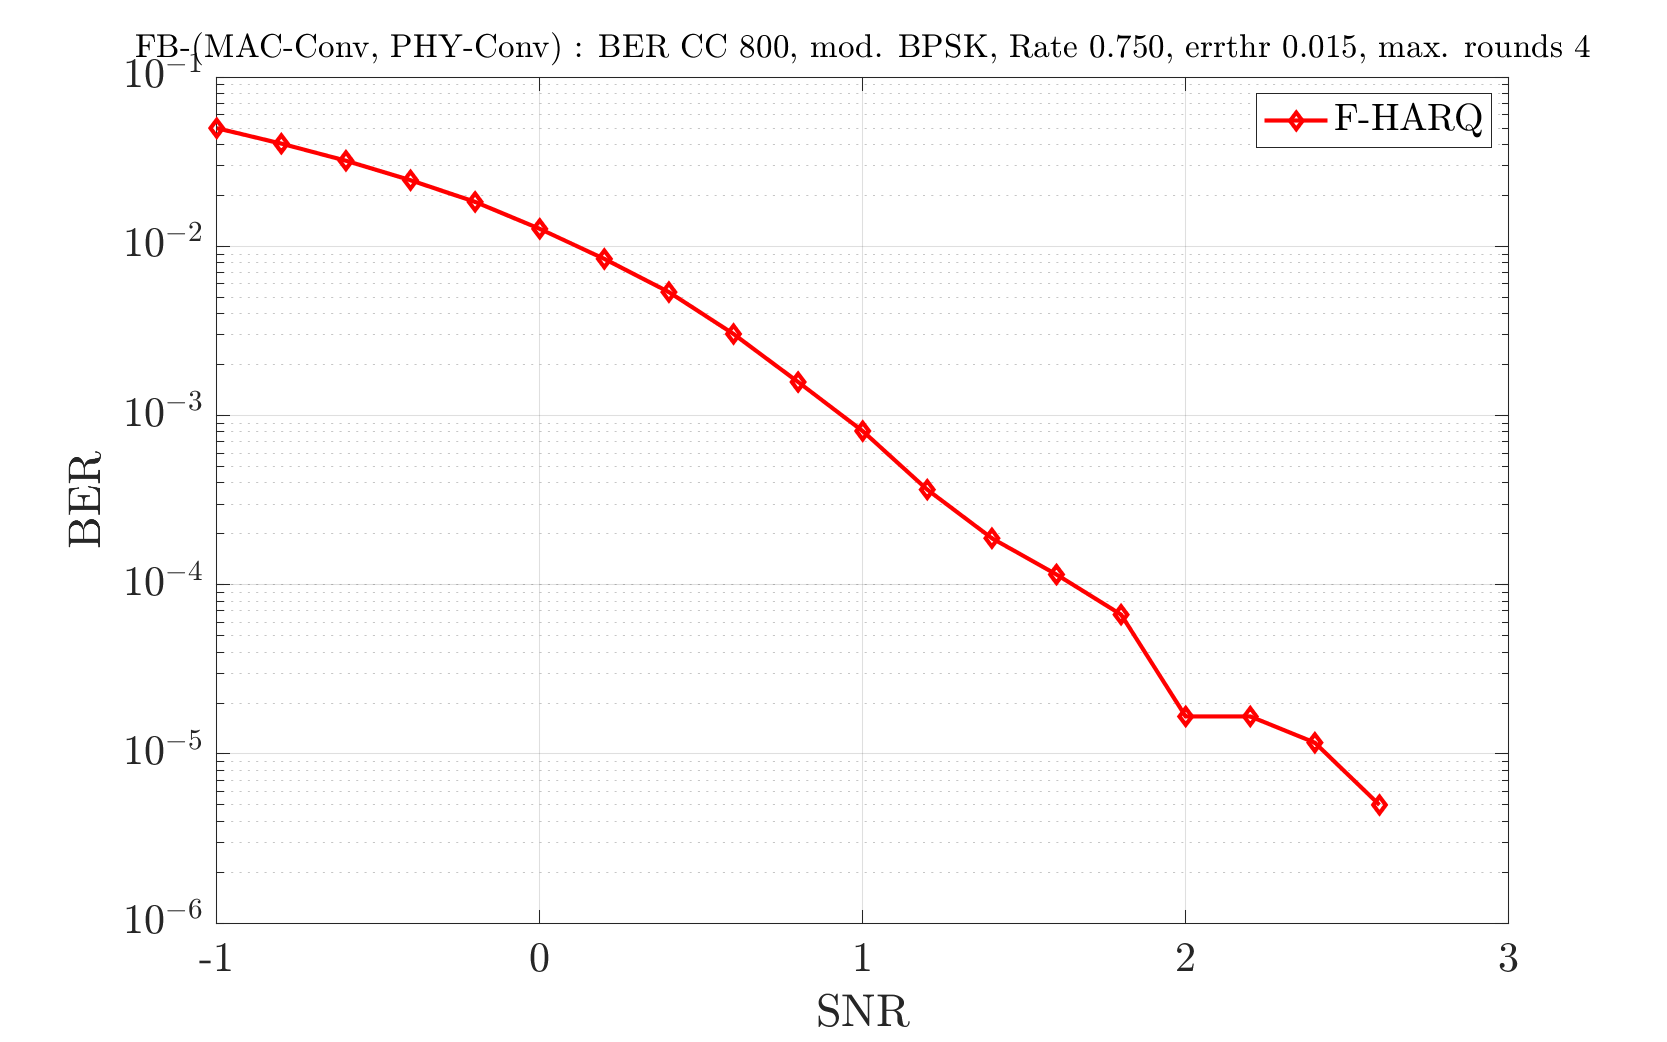 FB-(MAC-Conv, PHY-Conv) : BER CC 800, mod. BPSK, Rate 0.750, errthr 0.015, max. rounds 4
F-HARQ
10⁻¹
10⁻²
10⁻³
10⁻⁴
10⁻⁵
10⁻⁶
BER
-1 0 1 2 3
SNR